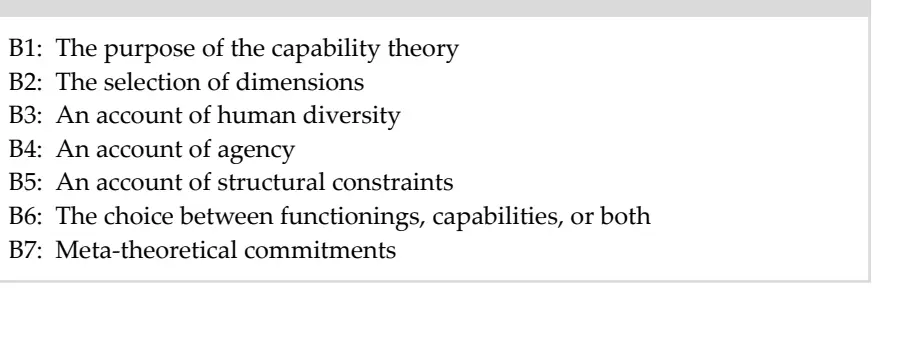 B1: The purpose of the capability theory
B2: The selection of dimensions
B3: An account of human diversity
B4: An account of agency
B5: An account of structural constraints
B6: The choice between functionings, capabilities, or both
B7: Meta-theoretical commitments